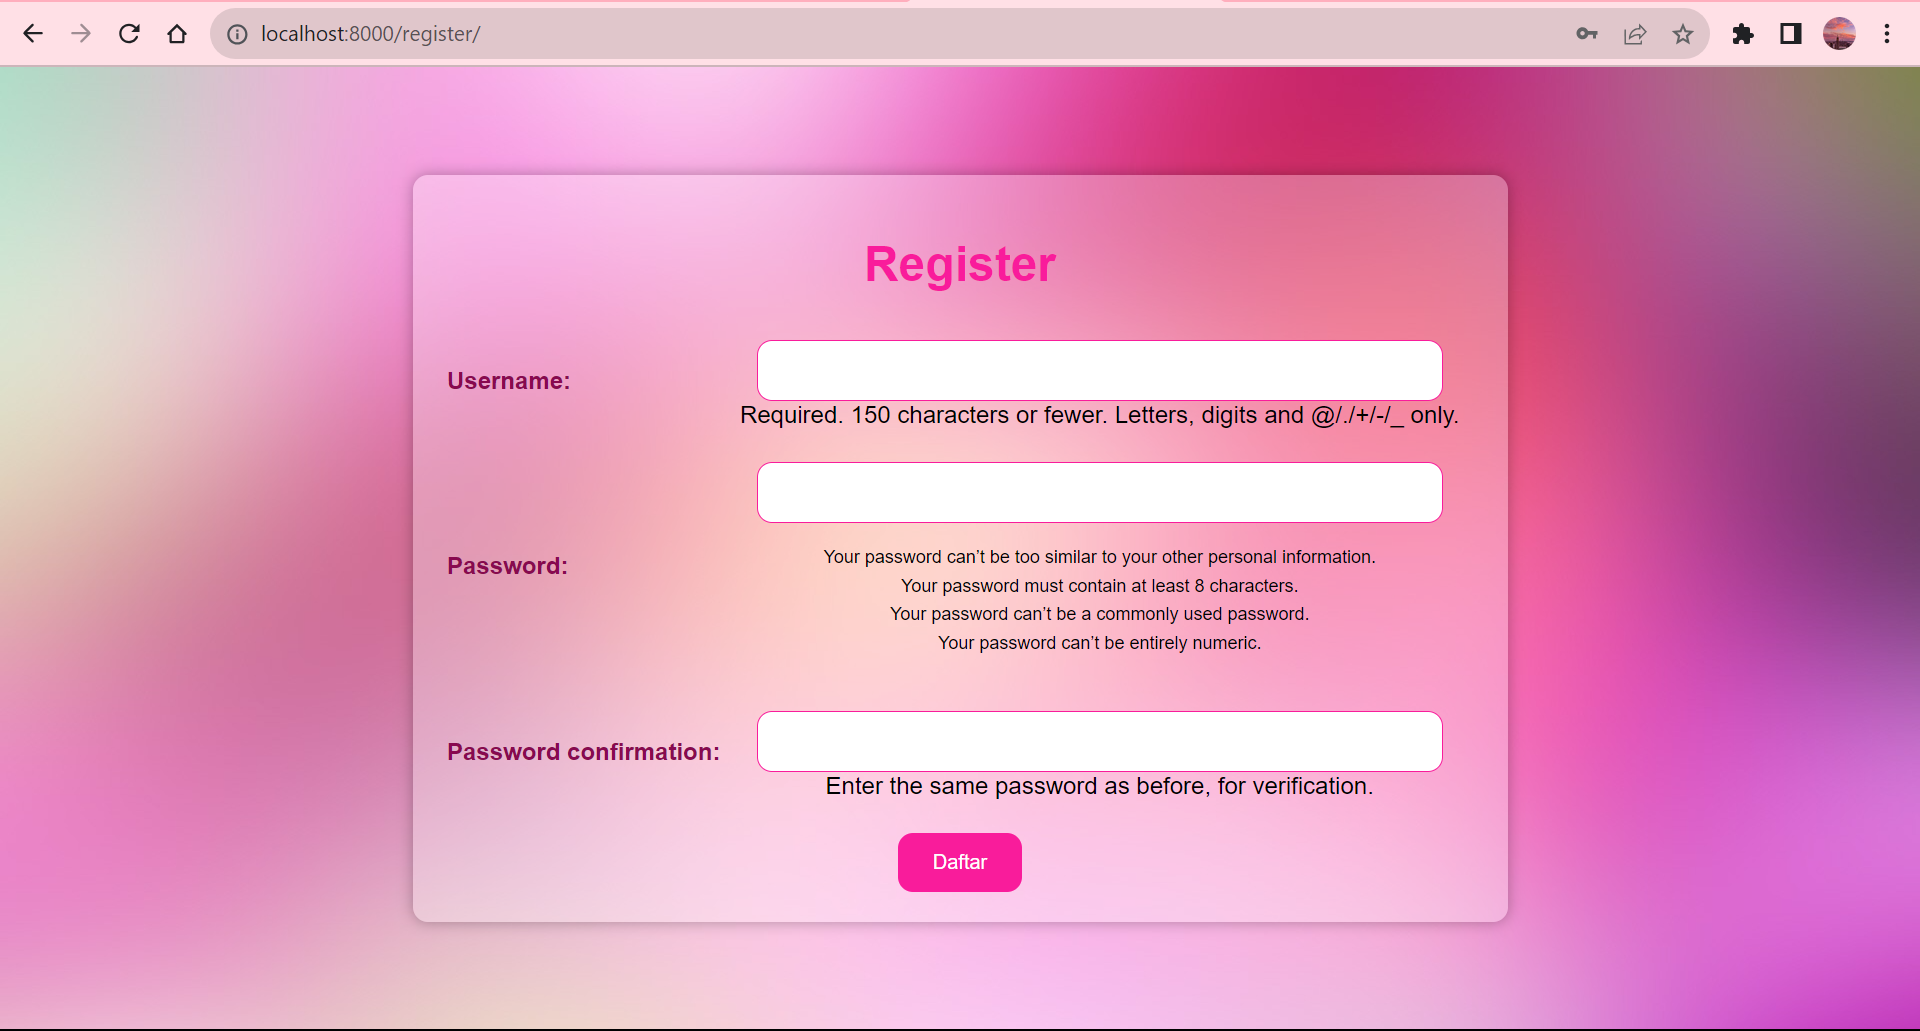 localhost:8000/register/
Register
Username:
Required. 150 characters or fewer. Letters, digits and @/./+/-/_ only.
Password:
Your password can’t be too similar to your other personal information.
Your password must contain at least 8 characters.
Your password can’t be a commonly used password.
Your password can’t be entirely numeric.
Password confirmation:
Enter the same password as before, for verification.
Daftar